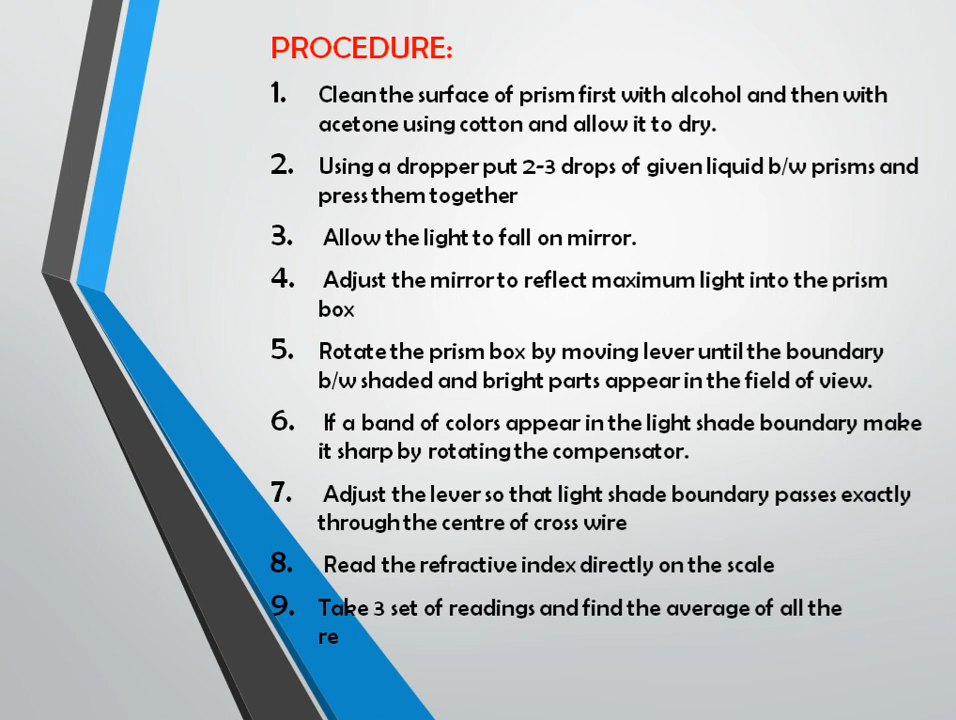 PROCEDURE:
1. Clean the surface of prism first with alcohol and then with
acetone using cotton and allow it to dry.
2. Using a dropper put 2-3 drops of given liquid b/w prisms and
press them together
3. Allow the light to fall on mirror.
4. Adjust the mirror to reflect maximum light into the prism
box
5. Rotate the prism box by moving lever until the boundary
b/w shaded and bright parts appear in the field of view.
6. If a band of colors appear in the light shade boundary make
it sharp by rotating the compensator.
7. Adjust the lever so that light shade boundary passes exactly
through the centre of cross wire
8. Read the refractive index directly on the scale
9. Take 3 set of readings and find the average of all the
re